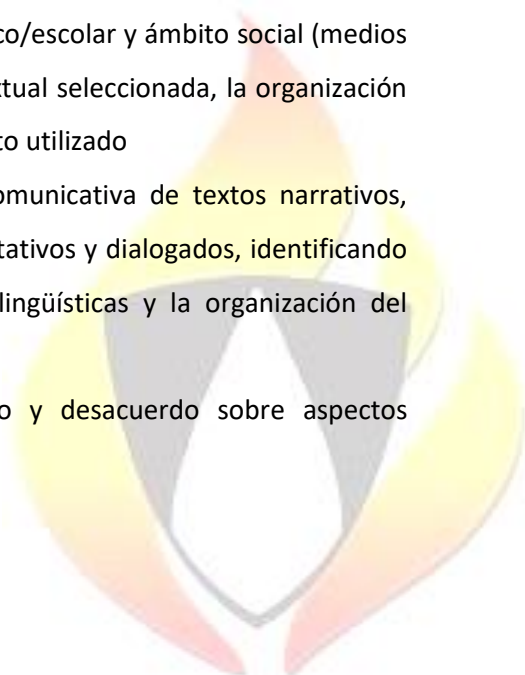 co/escolar y ámbito social (medios
xtual seleccionada, la organización
to utilizado
omunicativa de textos narrativos,
tativos y dialogados, identificando
lingüísticas y la organización del
o y desacuerdo sobre aspectos